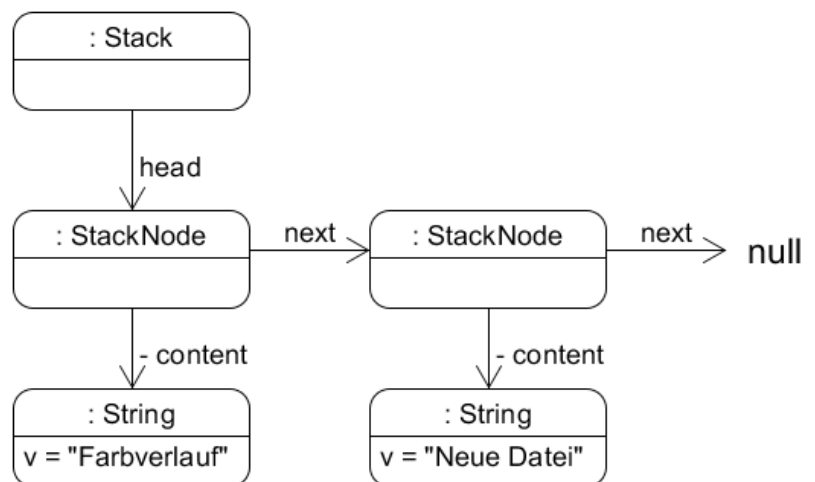 : Stack
head
: StackNode
next
: StackNode
next
null
- content
- content
: String
v = "Farbverlauf"
: String
v = "Neue Datei"